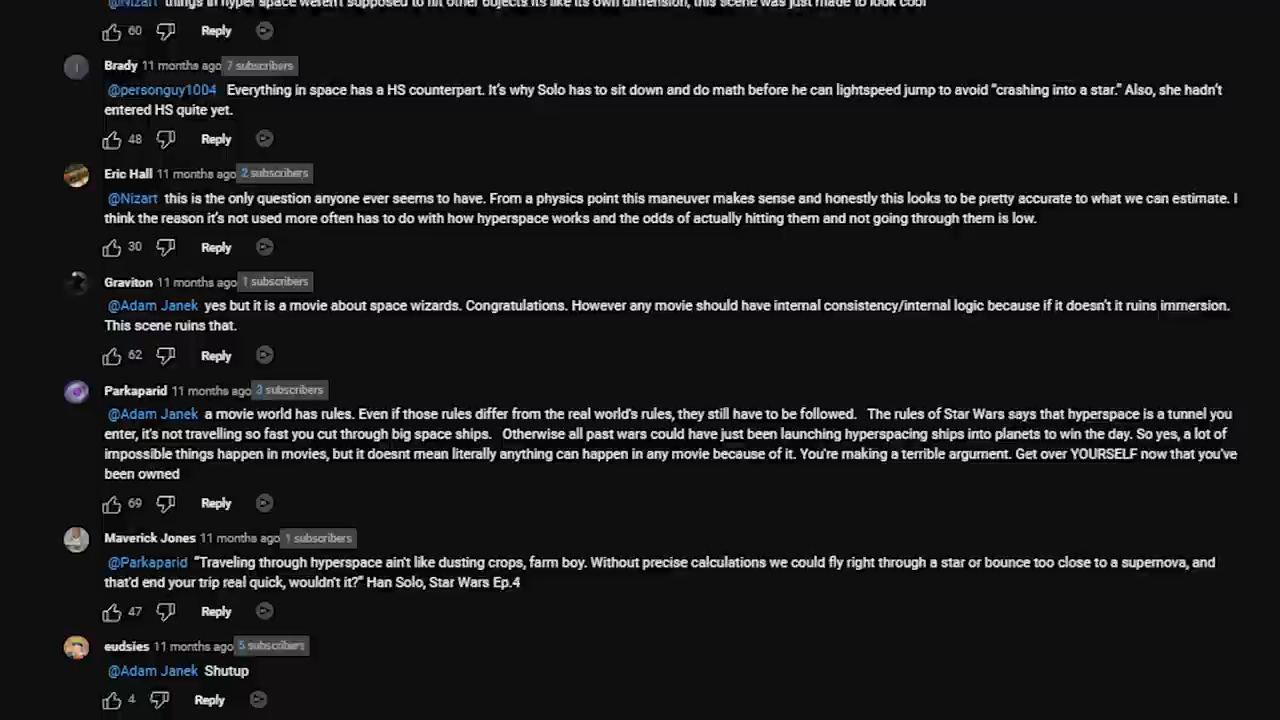 @Nizart things in hyper space weren't supposed to hit other objects its like its own dimension, this scene was just made to look cool
60 Reply
Brady 11 months ago 7 subscribers
@personguy1004 Everything in space has a HS counterpart. It's why Solo has to sit down and do math before he can lightspeed jump to avoid "crashing into a star." Also, she hadn't
entered HS quite yet.
48 Reply
Eric Hall 11 months ago 2 subscribers
@Nizart this is the only question anyone ever seems to have. From a physics point this maneuver makes sense and honestly this looks to be pretty accurate to what we can estimate. I
think the reason it's not used more often has to do with how hyperspace works and the odds of actually hitting them and not going through them is low.
30 Reply
Graviton 11 months ago 1 subscribers
@Adam Janek yes but it is a movie about space wizards. Congratulations. However any movie should have internal consistency/internal logic because if it doesn't it ruins immersion.
This scene ruins that.
62 Reply
Parkaparid 11 months ago 3 subscribers
@Adam Janek a movie world has rules. Even if those rules differ from the real world's rules, they still have to be followed. The rules of Star Wars says that hyperspace is a tunnel you
enter, it's not travelling so fast you cut through big space ships. Otherwise all past wars could have just been launching hyperspacing ships into planets to win the day. So yes, a lot of
impossible things happen in movies, but it doesnt mean literally anything can happen in any movie because of it. You're making a terrible argument. Get over YOURSELF now that you've
been owned
69 Reply
Maverick Jones 11 months ago 1 subscribers
@Parkaparid "Traveling through hyperspace ain't like dusting crops, farm boy. Without precise calculations we could fly right through a star or bounce too close to a supernova, and
that'd end your trip real quick, wouldn't it?" Han Solo, Star Wars Ep.4
47 Reply
eudsies 11 months ago 5 subscribers
@Adam Janek Shutup
4 Reply